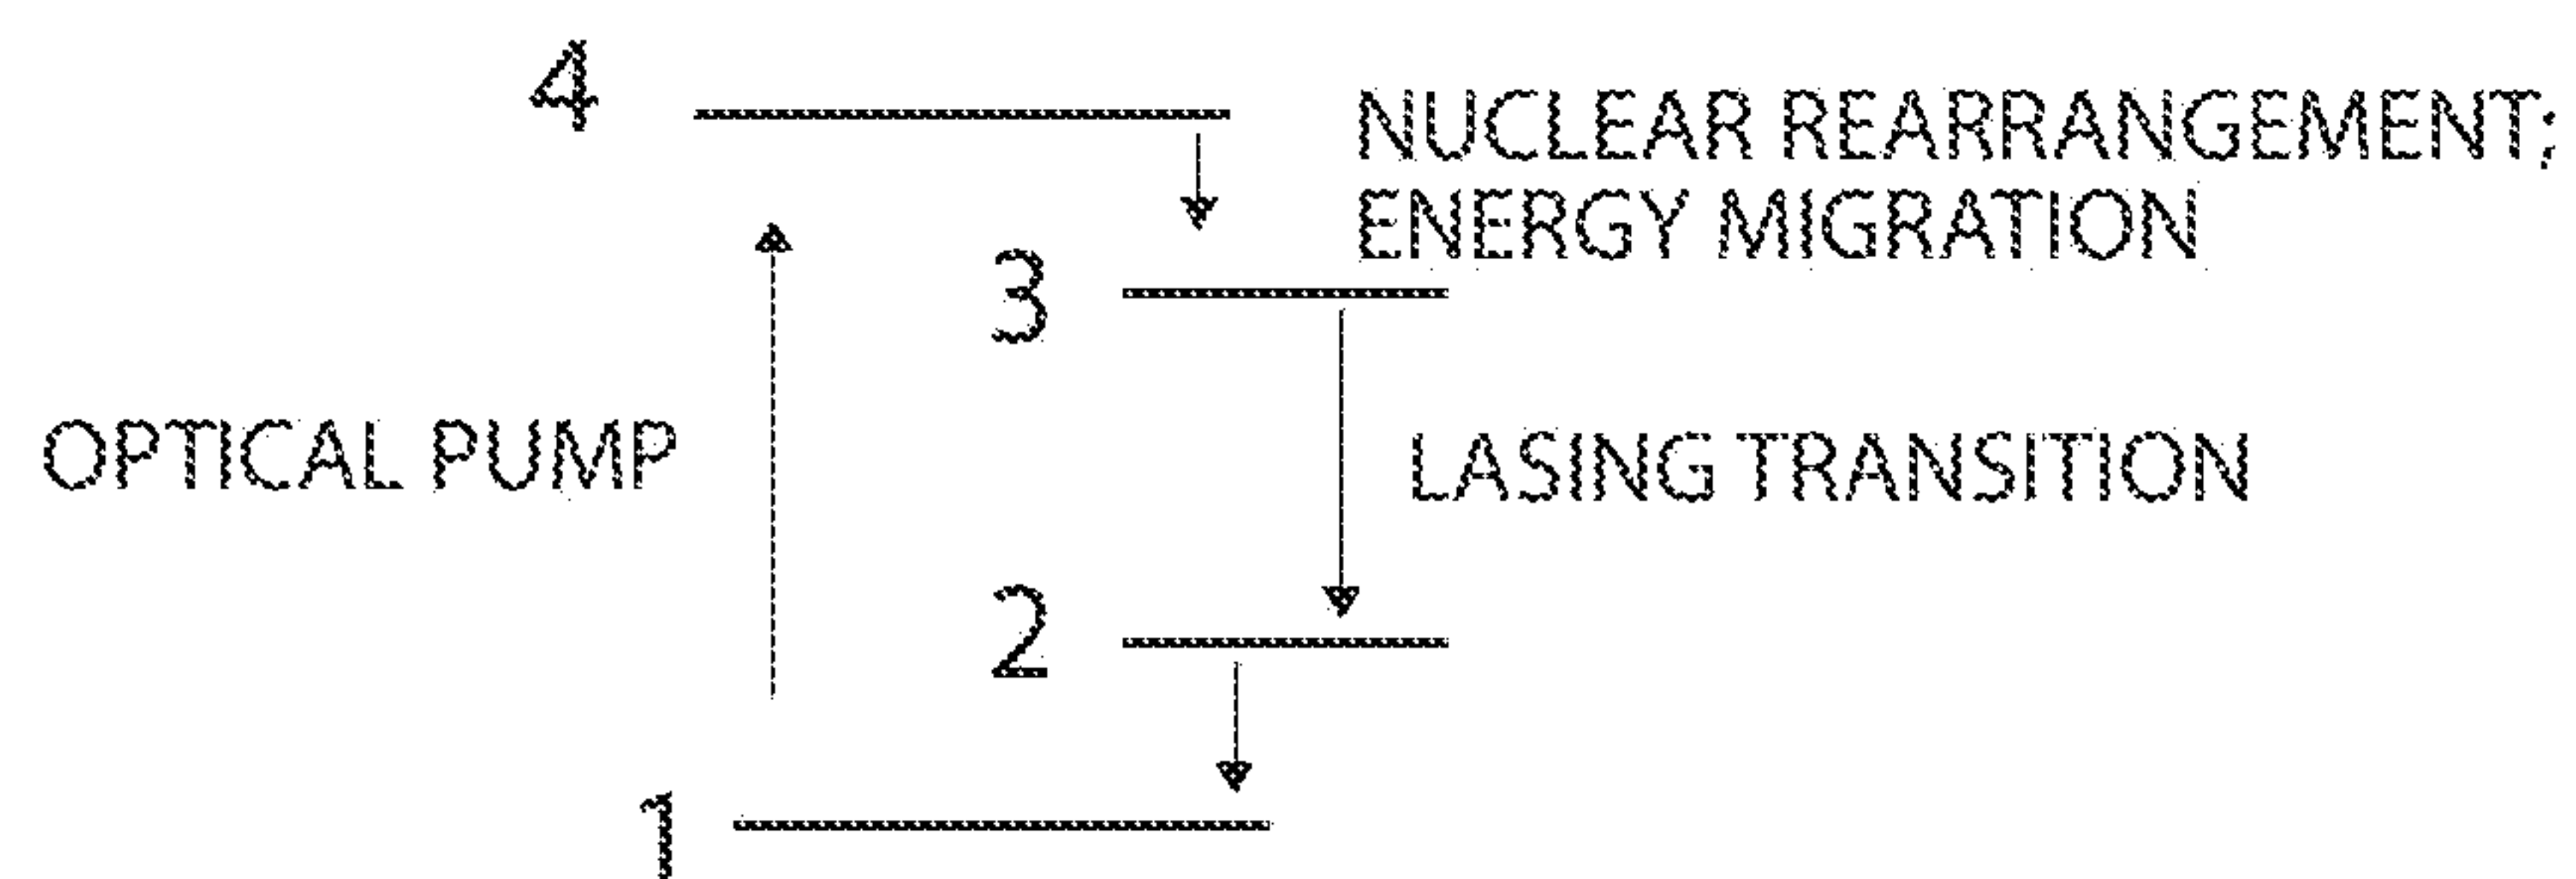 4
NUCLEAR REARRANGEMENT;
ENERGY MIGRATION
3
OPTICAL PUMP
LASING TRANSITION
2
1